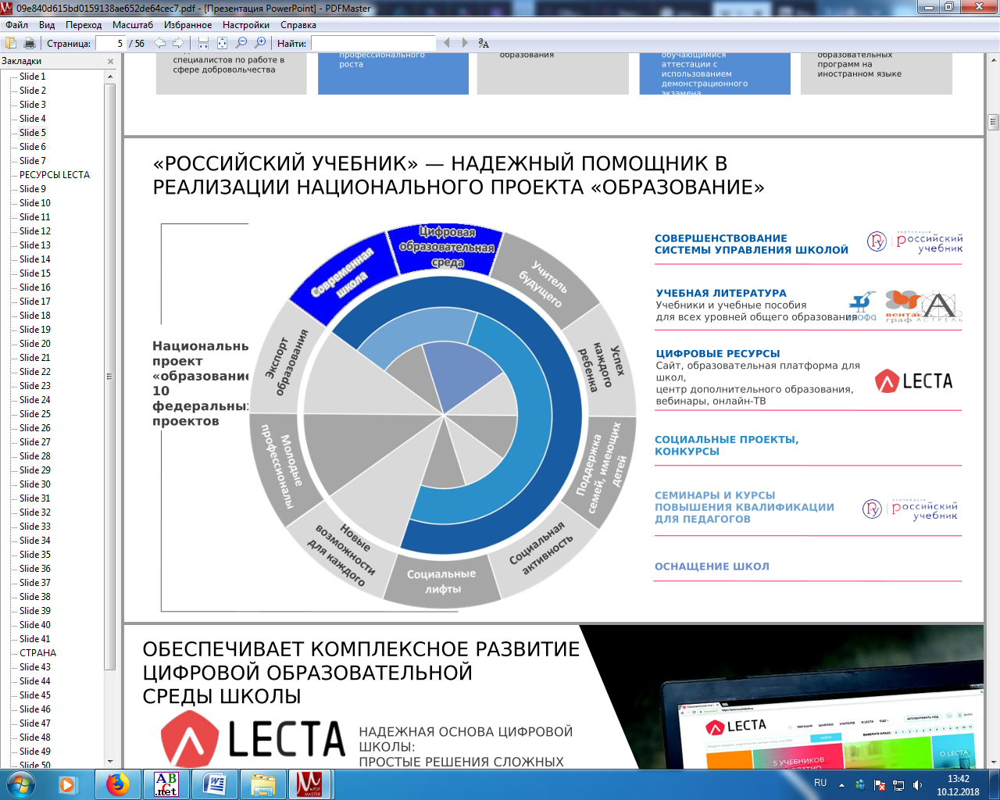 09e840d615bd0159138ae652de64cec7.pdf - [Презентация PowerPoint] - PDFMaster
Файл Вид Переход Масштаб Избранное Настройки Справка
Страница: 5 / 56 Найти:
Закладки
Slide 1
Slide 2
Slide 3
Slide 4
Slide 5
Slide 6
Slide 7
РЕСУРСЫ LECTA
Slide 9
Slide 10
Slide 11
Slide 12
Slide 13
Slide 14
Slide 15
Slide 16
Slide 17
Slide 18
Slide 19
Slide 20
Slide 21
Slide 22
Slide 23
Slide 24
Slide 25
Slide 26
Slide 27
Slide 28
Slide 29
Slide 30
Slide 31
Slide 32
Slide 33
Slide 34
Slide 35
Slide 36
Slide 37
Slide 38
Slide 39
Slide 40
Slide 41
СТРАНА
Slide 43
Slide 44
Slide 45
Slide 46
Slide 47
Slide 48
Slide 49
Slide 50
специалистов по работе в
сфере добровольчества
профессионального
роста
образования
обучающимися
аттестации с
использованием
демонстрационного
экзамена
образовательных
программ на
иностранном языке
«РОССИЙСКИЙ УЧЕБНИК» — НАДЕЖНЫЙ ПОМОЩНИК В
РЕАЛИЗАЦИИ НАЦИОНАЛЬНОГО ПРОЕКТА «ОБРАЗОВАНИЕ»
Национальны
проект
«образование
10
федеральных
проектов
Современная
школа
Цифровая
образовательная
среда
Учитель
будущего
Успех
каждого
ребенка
Поддержка
семей, имеющих
детей
Социальная
активность
Социальные
лифты
Новые
возможности
для каждого
Молодые
профессионалы
Экспорт
образования
СОВЕРШЕНСТВОВАНИЕ
СИСТЕМЫ УПРАВЛЕНИЯ ШКОЛОЙ
российский
учебник
УЧЕБНАЯ ЛИТЕРАТУРА
Учебники и учебные пособия
для всех уровней общего образования
дрофа
вентана
граф
АСТРЕЛЬ
ЦИФРОВЫЕ РЕСУРСЫ
Сайт, образовательная платформа для
школ,
центр дополнительного образования,
вебинары, онлайн-ТВ
LECTA
СОЦИАЛЬНЫЕ ПРОЕКТЫ,
КОНКУРСЫ
СЕМИНАРЫ И КУРСЫ
ПОВЫШЕНИЯ КВАЛИФИКАЦИИ
ДЛЯ ПЕДАГОГОВ
российский
учебник
ОСНАЩЕНИЕ ШКОЛ
ОБЕСПЕЧИВАЕТ КОМПЛЕКСНОЕ РАЗВИТИЕ
ЦИФРОВОЙ ОБРАЗОВАТЕЛЬНОЙ
СРЕДЫ ШКОЛЫ
LECTA
НАДЕЖНАЯ ОСНОВА ЦИФРОВОЙ
ШКОЛЫ:
ПРОСТЫЕ РЕШЕНИЯ СЛОЖНЫХ
LECTA
5 УЧЕБНИКОВ
О LECTA
ABC.net
PDF MASTER
RU
13:42
10.12.2018